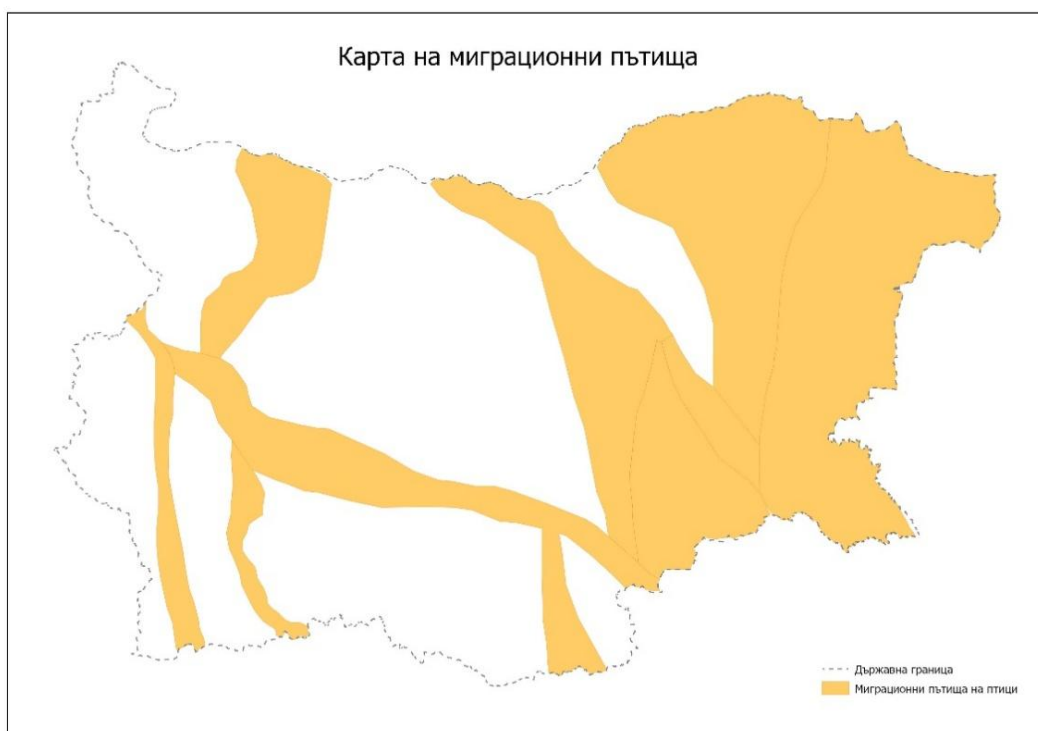 Карта на миграционни пътища
Държавна граница
Миграционни пътища на птици